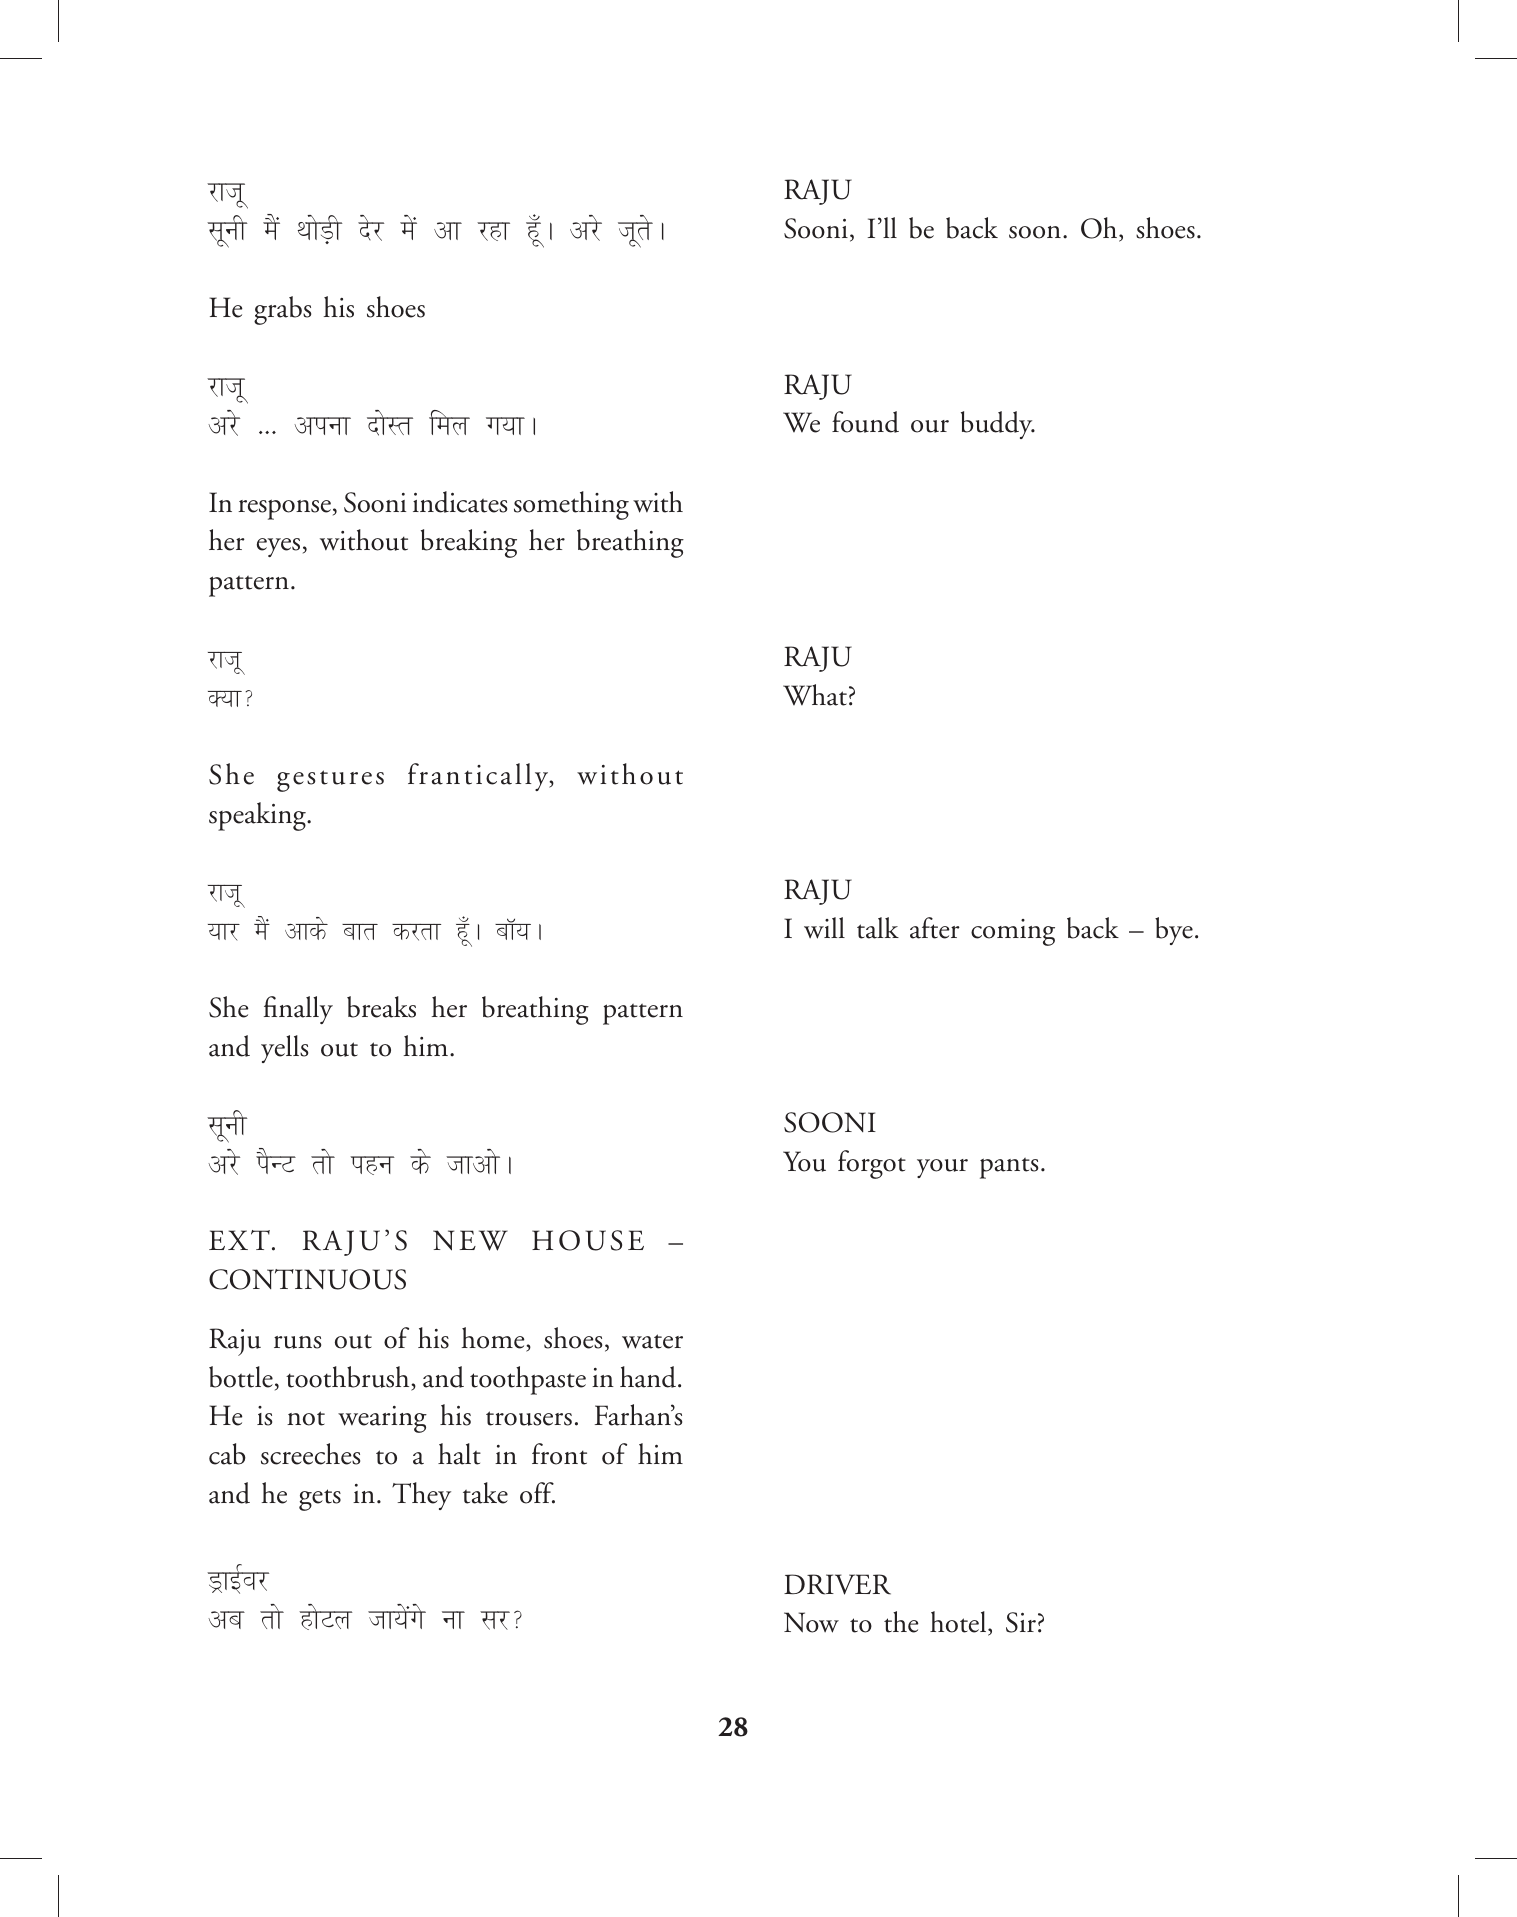 राजू
सूनी मैं थोड़ी देर में आ रहा हूँ। अरे जूते।
He grabs his shoes
राजू
अरे ... अपना दोस्त मिल गया।
In response, Sooni indicates something with
her eyes, without breaking her breathing
pattern.
राजू
क्या?
She gestures frantically, without
speaking.
राजू
यार मैं आके बात करता हूँ। बॉय।
She finally breaks her breathing pattern
and yells out to him.
सूनी
अरे पैन्ट तो पहन के जाओ।
EXT. RAJU’S NEW HOUSE –
CONTINUOUS
Raju runs out of his home, shoes, water
bottle, toothbrush, and toothpaste in hand.
He is not wearing his trousers. Farhan’s
cab screeches to a halt in front of him
and he gets in. They take off.
ड्राईवर
अब तो होटल जायेंगे ना सर?
RAJU
Sooni, I’ll be back soon. Oh, shoes.
RAJU
We found our buddy.
RAJU
What?
RAJU
I will talk after coming back – bye.
SOONI
You forgot your pants.
DRIVER
Now to the hotel, Sir?
28